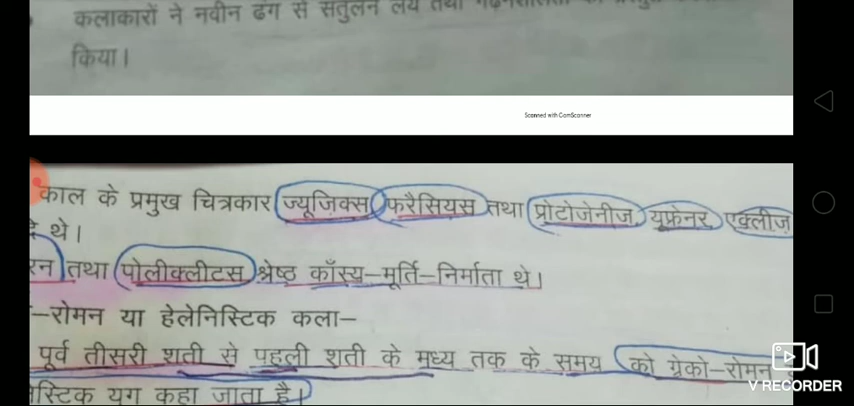 कलाकारों ने नवीन ढंग से संतुलन लय तथा
किया।
Scanned with CamScanner
काल के प्रमुख चित्रकार ज्यूज़िक्स फरैसियस तथा प्रोटोजेनीज, यूफ्रेनर, एक्लीज़
थे।
रन तथा पोलीक्लीटस श्रेष्ठ काँस्य–मूर्ति–निर्माता थे।
–रोमन या हेलेनिस्टिक कला–
पूर्व तीसरी शती से पहली शती के मध्य तक के समय को ग्रेको–रोमन
स्टिक युग कहा जाता है।
V RECORDER